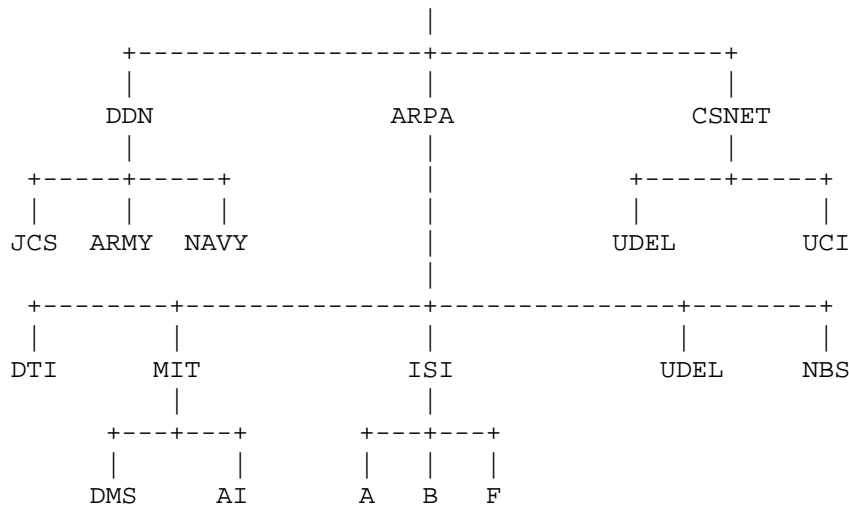 DDN ARPA CSNET
JCS ARMY NAVY UDEL UCI
DTI MIT ISI UDEL NBS
DMS AI A B F